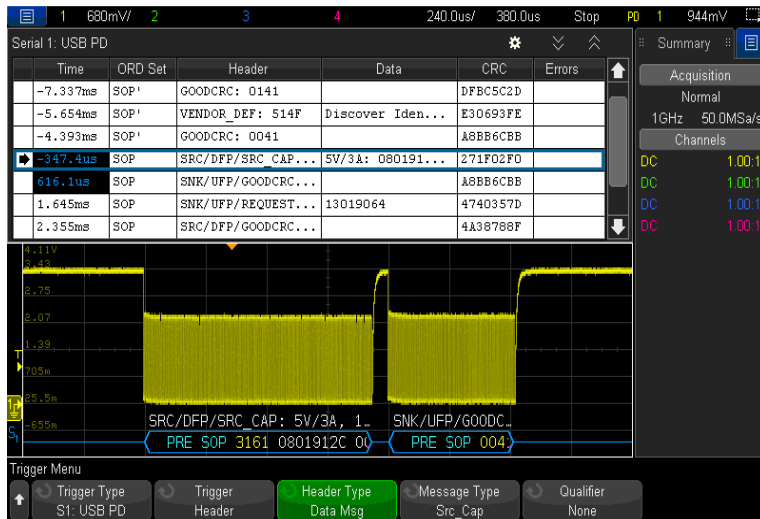 1 680mV/ 2 3 4 240.0us/ 380.0us Stop PD 1 944mV
Serial 1: USB PD
Time ORD Set Header Data CRC Errors
-7.337ms SOP' GOODCRC: 0141 DFBC5C2D
-5.654ms SOP' VENDOR_DEF: 514F Discover Iden... E30693FE
-4.393ms SOP' GOODCRC: 0041 A8BB6CBB
-347.4us SOP SRC/DFP/SRC_CAP... 5V/3A: 080191... 271F02F0
616.1us SOP SNK/UFP/GOODCRC... A8BB6CBB
1.645ms SOP SNK/UFP/REQUEST... 13019064 4740357D
2.355ms SOP SRC/DFP/GOODCRC... 4A38788F
Summary
Acquisition
Normal
1GHz 50.0MSa/s
Channels
DC 1.00:1
DC 1.00:1
DC 1.00:1
DC 1.00:1
4.11V
3.43
2.75
2.07
1.39
T
705m
25.5m
-655m
S1
SRC/DFP/SRC_CAP: 5V/3A, 1…
SNK/UFP/GOODC…
PRE SOP 3161 0801912C 0
PRE SOP 004
Trigger Menu
Trigger Type
S1: USB PD
Trigger
Header
Header Type
Data Msg
Message Type
Src_Cap
Qualifier
None